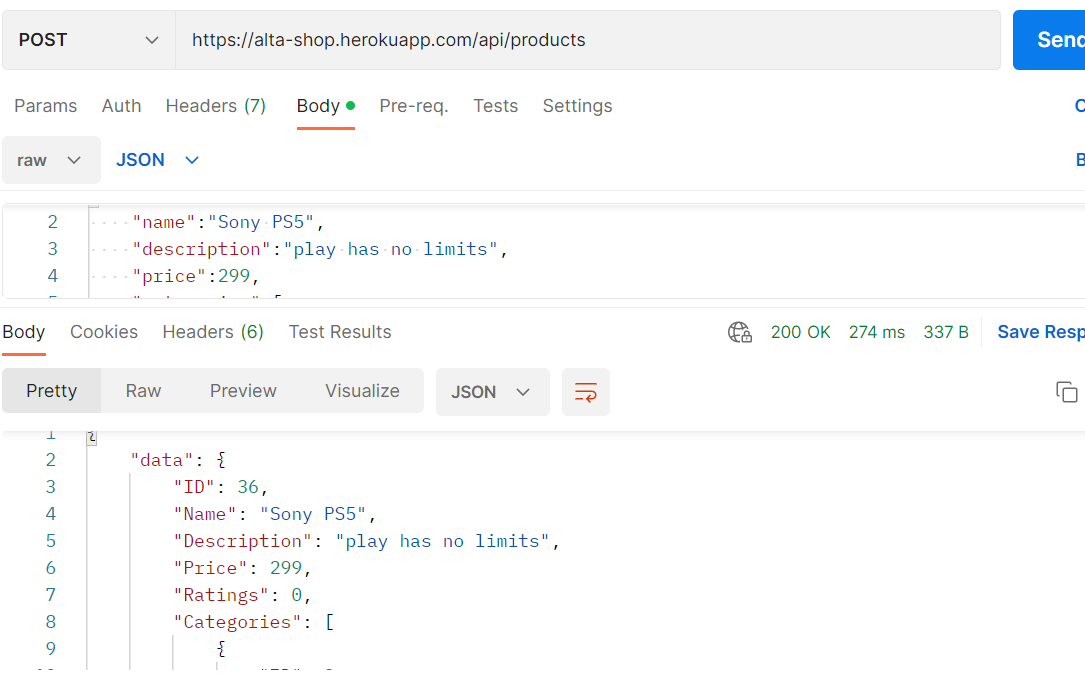 POST https://alta-shop.herokuapp.com/api/products Send
Params Auth Headers (7) Body Pre-req. Tests Settings
raw JSON
2 "name":"Sony PS5",
3 "description":"play has no limits",
4 "price":299,
Body Cookies Headers (6) Test Results 200 OK 274 ms 337 B Save Resp
Pretty Raw Preview Visualize JSON
1 {
2 "data": {
3 "ID": 36,
4 "Name": "Sony PS5",
5 "Description": "play has no limits",
6 "Price": 299,
7 "Ratings": 0,
8 "Categories": [
9 {